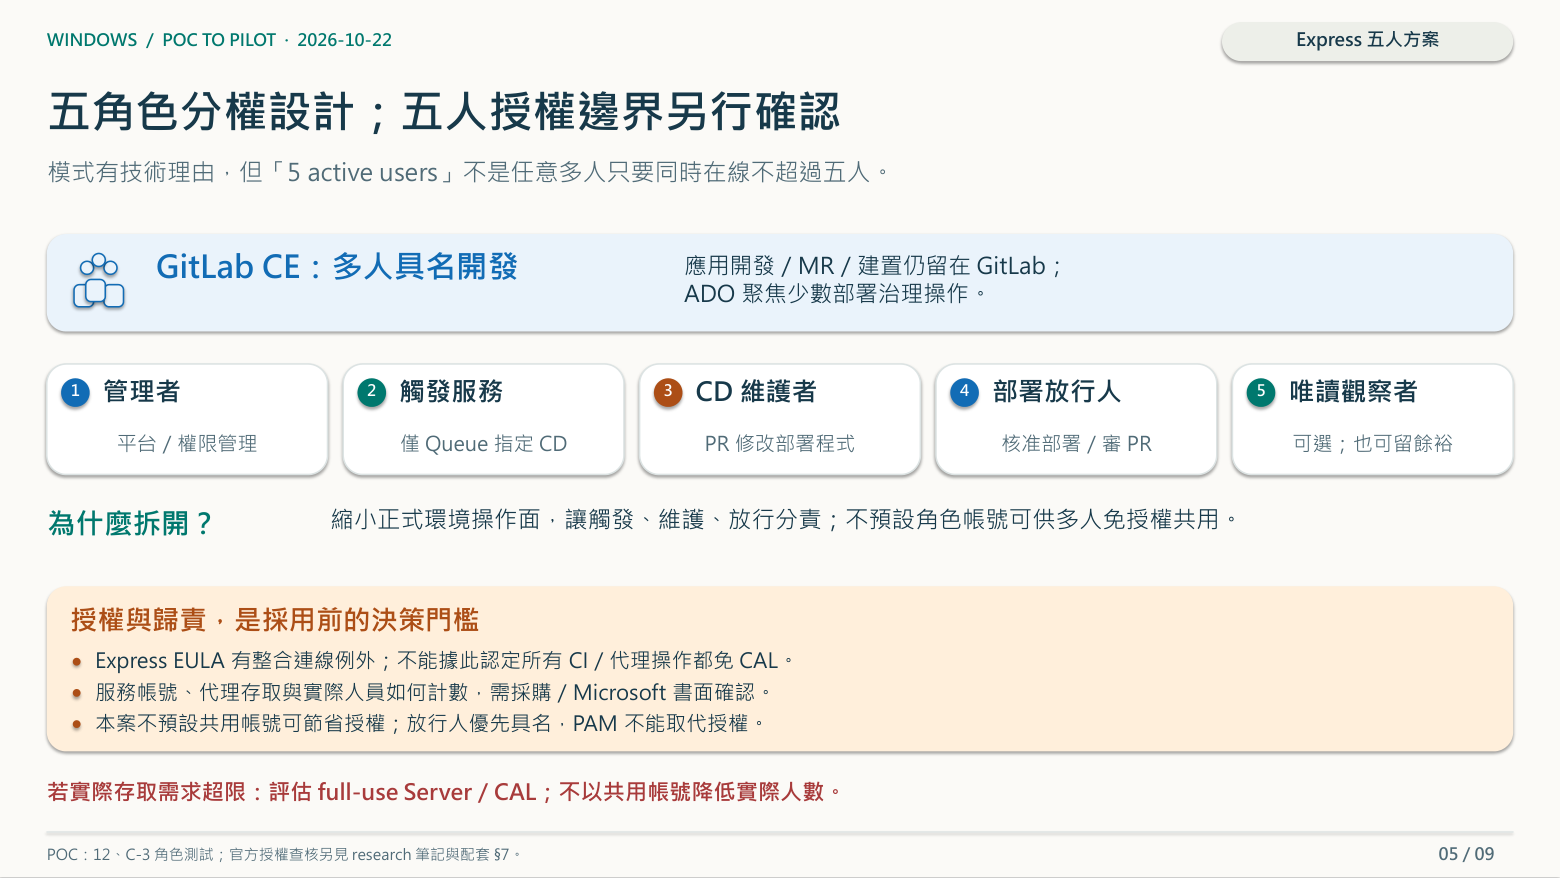 WINDOWS / POC TO PILOT · 2026-10-22
Express 五人方案
五角色分權設計；五人授權邊界另行確認
模式有技術理由，但「5 active users」不是任意多人只要同時在線不超過五人。
GitLab CE：多人具名開發
應用開發 / MR / 建置仍留在 GitLab；
ADO 聚焦少數部署治理操作。
1 管理者
平台 / 權限管理
2 觸發服務
僅 Queue 指定 CD
3 CD 維護者
PR 修改部署程式
4 部署放行人
核准部署 / 審 PR
5 唯讀觀察者
可選；也可留餘裕
為什麼拆開？
縮小正式環境操作面，讓觸發、維護、放行分責；不預設角色帳號可供多人免授權共用。
授權與歸責，是採用前的決策門檻
• Express EULA 有整合連線例外；不能據此認定所有 CI / 代理操作都免 CAL。
• 服務帳號、代理存取與實際人員如何計數，需採購 / Microsoft 書面確認。
• 本案不預設共用帳號可節省授權；放行人優先具名，PAM 不能取代授權。
若實際存取需求超限：評估 full-use Server / CAL；不以共用帳號降低實際人數。
POC：12、C-3 角色測試；官方授權查核另見 research 筆記與配套 §7。
05 / 09